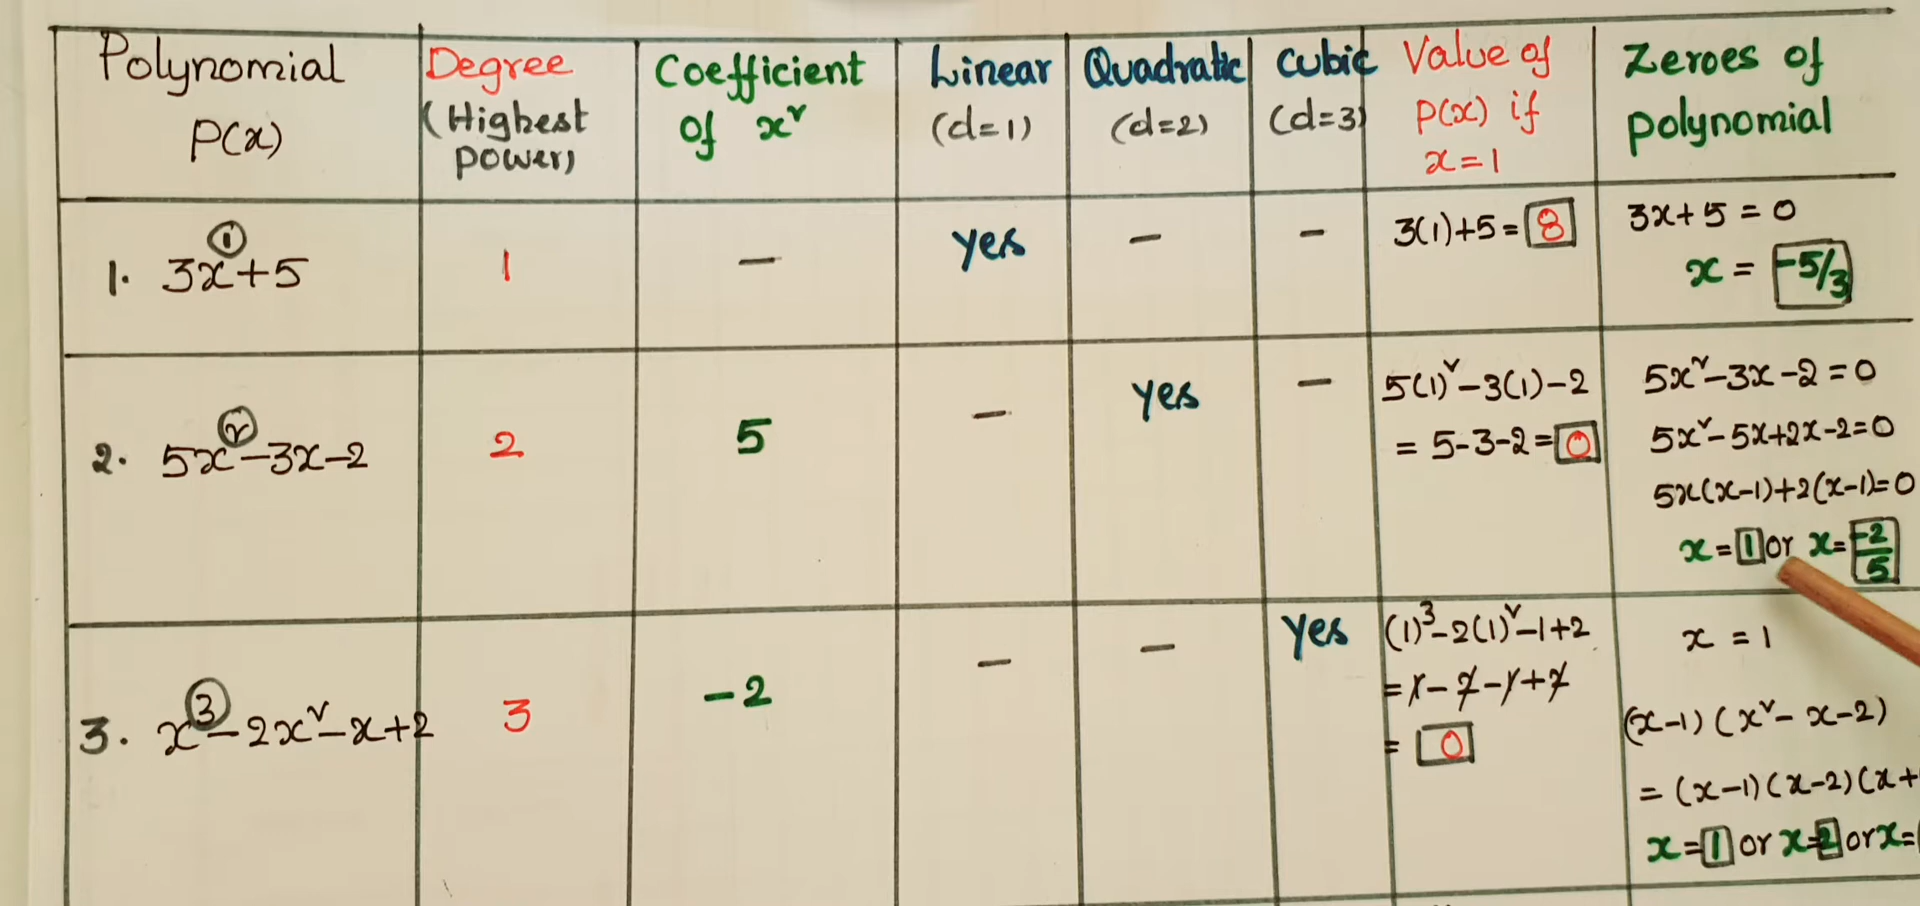 Polynomial
P(x)
Degree
(Highest
power)
Coefficient
of x²
Linear
(d=1)
Quadratic
(d=2)
Cubic
(d=3)
Value of
P(x) if
x=1
Zeroes of
polynomial
1. 3x①+5
1
—
yes
—
—
3(1)+5=8
3x+5=0
x = -5/3
2. 5x²-3x-2
2
5
—
yes
—
5(1)²-3(1)-2
= 5-3-2=0
5x²-3x-2=0
5x²-5x+2x-2=0
5x(x-1)+2(x-1)=0
x=1 or x=-2/5
3. x³-2x²-x+2
3
-2
—
—
yes
(1)³-2(1)²-1+2
=1-2-1+2
= 0
x = 1
(x-1)(x²-x-2)
= (x-1)(x-2)(x+
x=1 or x=2 or x=